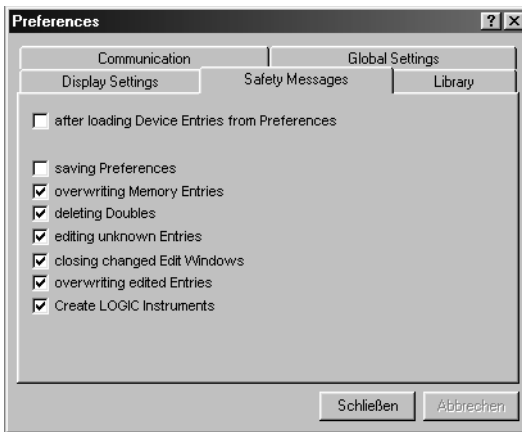 Preferences
Communication Global Settings
Display Settings Safety Messages Library
after loading Device Entries from Preferences
saving Preferences
overwriting Memory Entries
deleting Doubles
editing unknown Entries
closing changed Edit Windows
overwriting edited Entries
Create LOGIC Instruments
Schließen Abbrechen